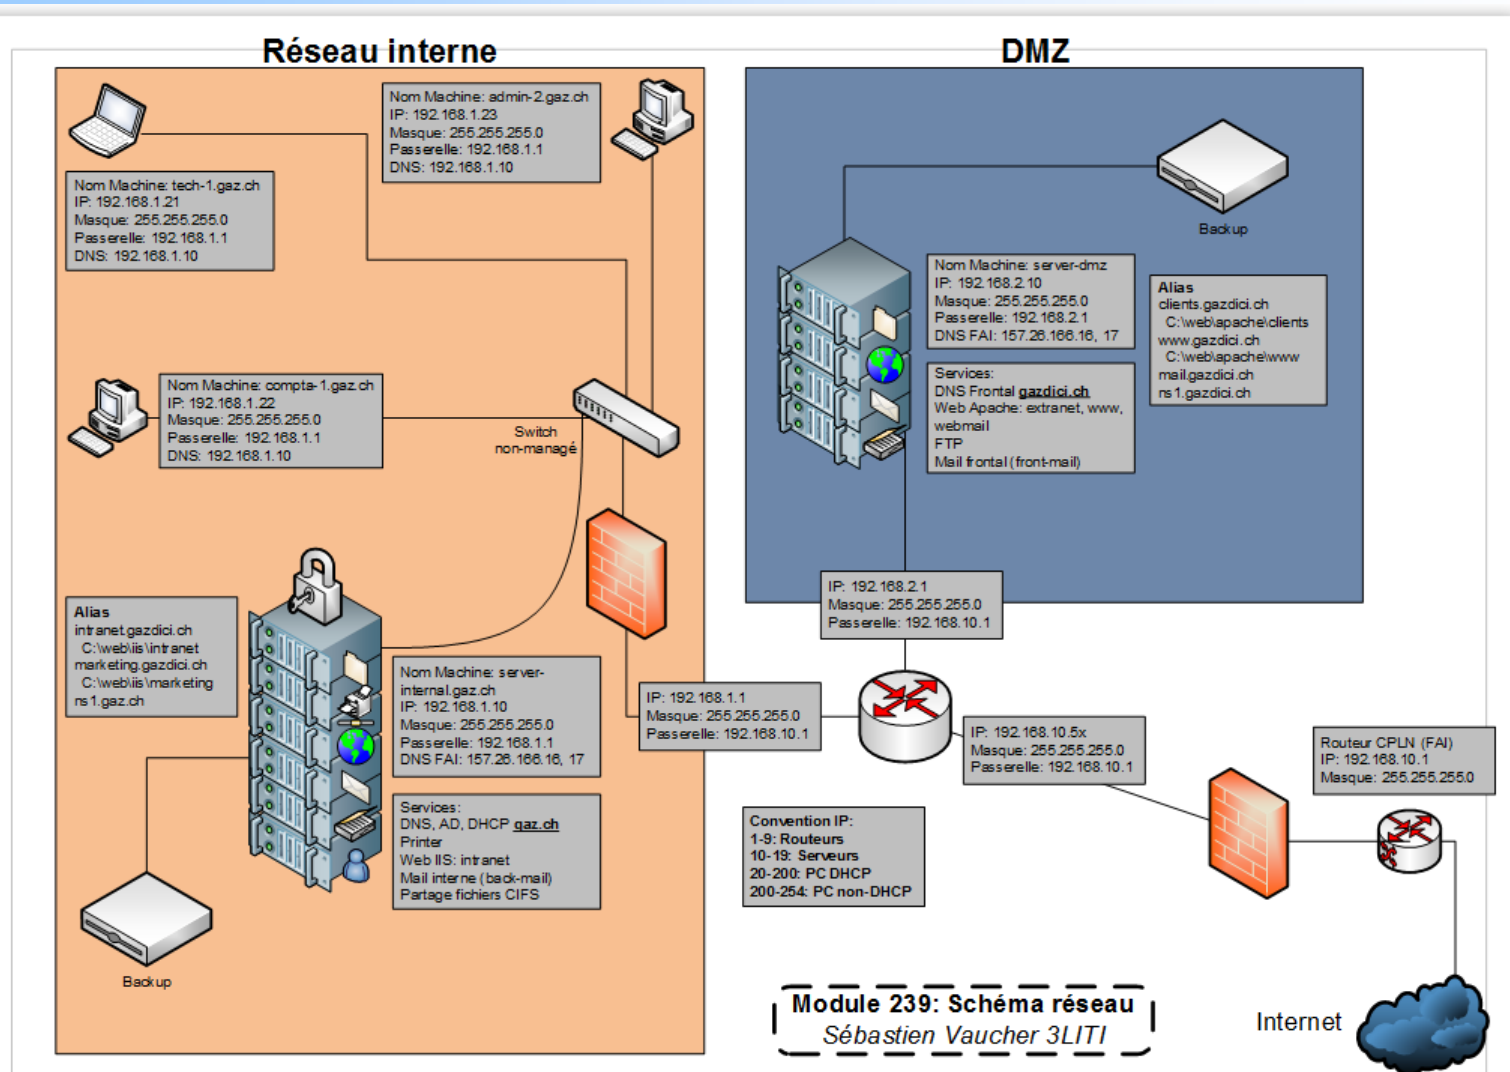 Réseau interne
DMZ
Nom Machine: admin-2.gaz.ch
IP: 192.168.1.23
Masque: 255.255.255.0
Passerelle: 192.168.1.1
DNS: 192.168.1.10
Nom Machine: tech-1.gaz.ch
IP: 192.168.1.21
Masque: 255.255.255.0
Passerelle: 192.168.1.1
DNS: 192.168.1.10
Nom Machine: compta-1.gaz.ch
IP: 192.168.1.22
Masque: 255.255.255.0
Passerelle: 192.168.1.1
DNS: 192.168.1.10
Switch
non-managé
Alias
intranet.gazdici.ch
C:\web\iis\intranet
marketing.gazdici.ch
C:\web\iis\marketing
ns1.gaz.ch
Nom Machine: server-
internal.gaz.ch
IP: 192.168.1.10
Masque: 255.255.255.0
Passerelle: 192.168.1.1
DNS FAI: 157.26.166.16, 17
Services:
DNS, AD, DHCP gaz.ch
Printer
Web IIS: intranet
Mail interne (back-mail)
Partage fichiers CIFS
Backup
Backup
Nom Machine: server-dmz
IP: 192.168.2.10
Masque: 255.255.255.0
Passerelle: 192.168.2.1
DNS FAI: 157.26.166.16, 17
Services:
DNS Frontal gazdici.ch
Web Apache: extranet, www,
webmail
FTP
Mail frontal (front-mail)
Alias
clients.gazdici.ch
C:\web\apache\clients
www.gazdici.ch
C:\web\apache\www
mail.gazdici.ch
ns1.gazdici.ch
IP: 192.168.2.1
Masque: 255.255.255.0
Passerelle: 192.168.10.1
IP: 192.168.1.1
Masque: 255.255.255.0
Passerelle: 192.168.10.1
IP: 192.168.10.5x
Masque: 255.255.255.0
Passerelle: 192.168.10.1
Routeur CPLN (FAI)
IP: 192.168.10.1
Masque: 255.255.255.0
Convention IP:
1-9: Routeurs
10-19: Serveurs
20-200: PC DHCP
200-254: PC non-DHCP
Module 239: Schéma réseau
Sébastien Vaucher 3LITI
Internet